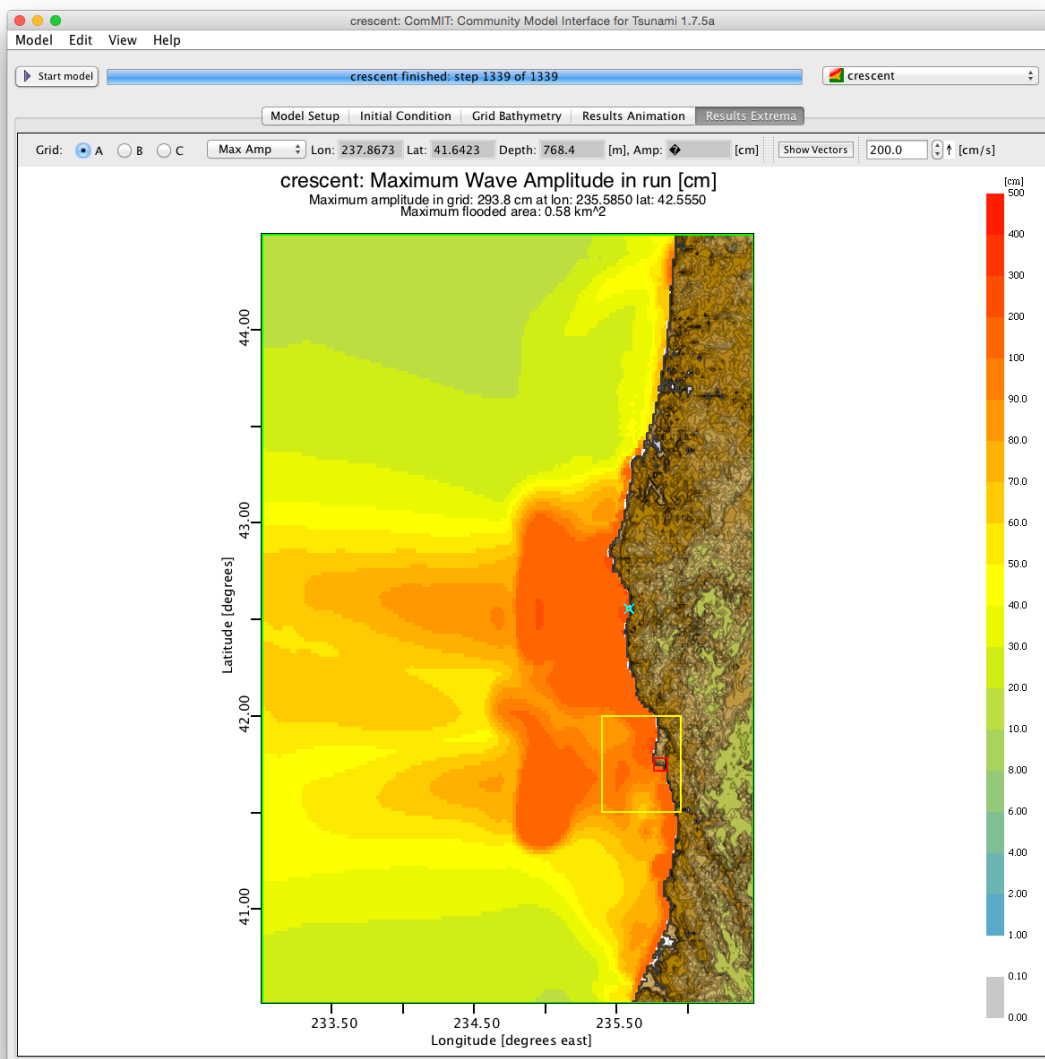 crescent: ComMIT: Community Model Interface for Tsunami 1.7.5a
Model Edit View Help
Start model crescent finished: step 1339 of 1339 crescent
Model Setup Initial Condition Grid Bathymetry Results Animation Results Extrema
Grid: A B C Max Amp Lon: 237.8673 Lat: 41.6423 Depth: 768.4 [m], Amp: � [cm] Show Vectors 200.0 [cm/s]
crescent: Maximum Wave Amplitude in run [cm]
Maximum amplitude in grid: 293.8 cm at lon: 235.5850 lat: 42.5550
Maximum flooded area: 0.58 km^2
[cm]
500
400
300
200
100
90.0
80.0
70.0
60.0
50.0
40.0
30.0
20.0
10.0
8.00
6.00
4.00
2.00
1.00
0.10
0.00
44.00
43.00
42.00
41.00
Latitude [degrees]
233.50 234.50 235.50
Longitude [degrees east]